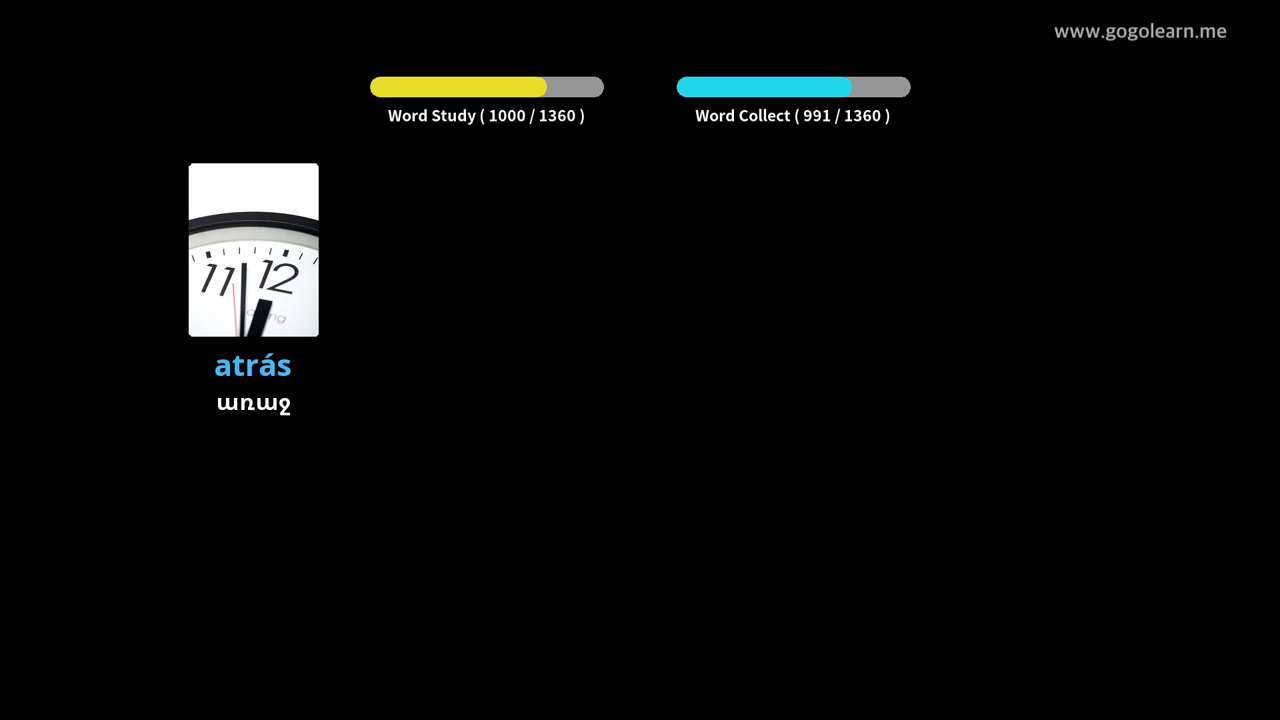 www.gogolearn.me
Word Study ( 1000 / 1360 )
Word Collect ( 991 / 1360 )
11 12
atrás
առաջ